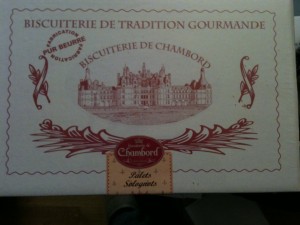 BISCUITERIE DE TRADITION GOURMANDE
FABRICATION
PUR BEURRE
BISCUITERIE DE CHAMBORD
Chambord
Palets
Solognots